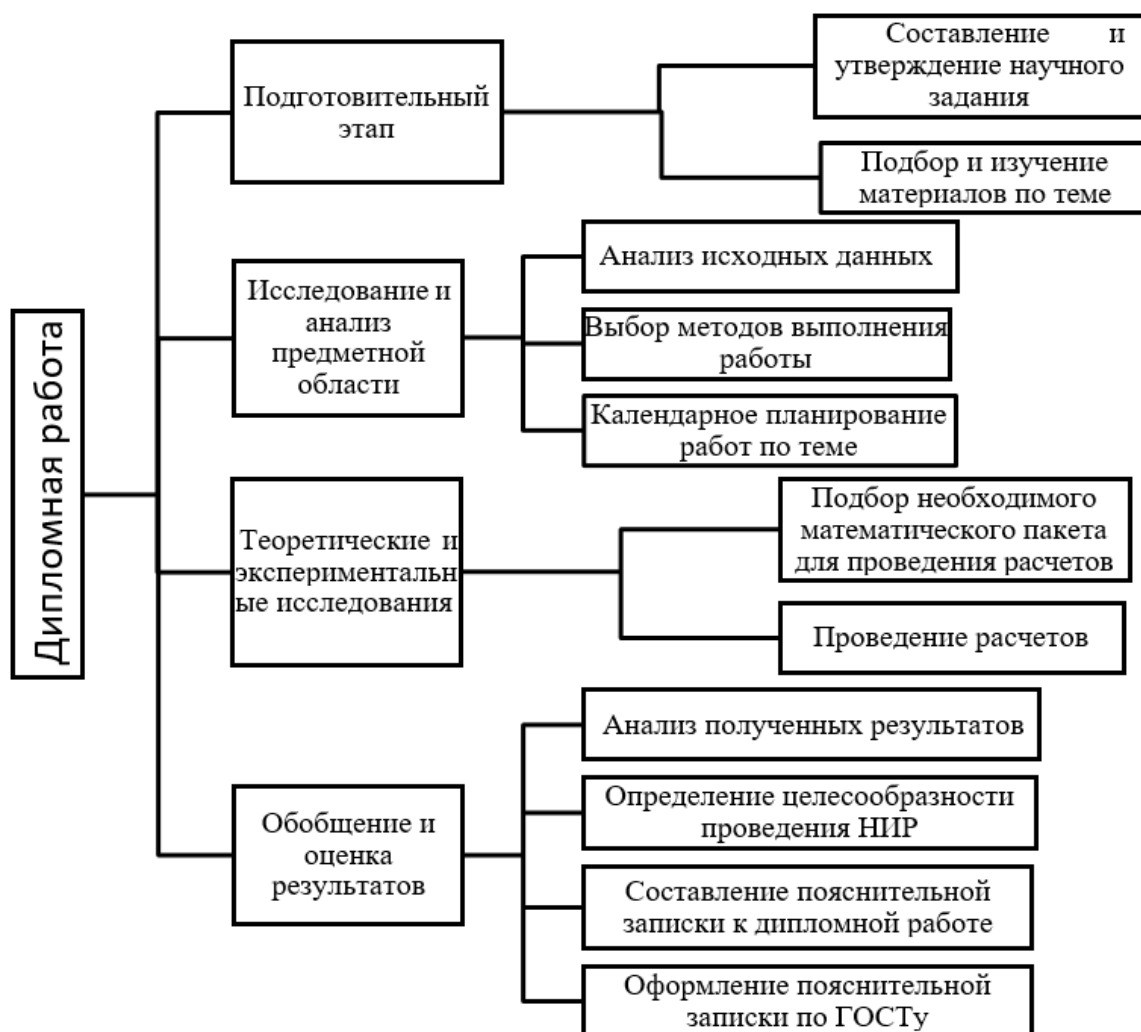 Дипломная работа
Подготовительный
этап
Составление и
утверждение научного
задания
Подбор и изучение
материалов по теме
Исследование и
анализ
предметной
области
Анализ исходных данных
Выбор методов выполнения
работы
Календарное планирование
работ по теме
Теоретические и
экспериментальн
ые исследования
Подбор необходимого
математического пакета
для проведения расчетов
Проведение расчетов
Обобщение и
оценка
результатов
Анализ полученных результатов
Определение целесообразности
проведения НИР
Составление пояснительной
записки к дипломной работе
Оформление пояснительной
записки по ГОСТу